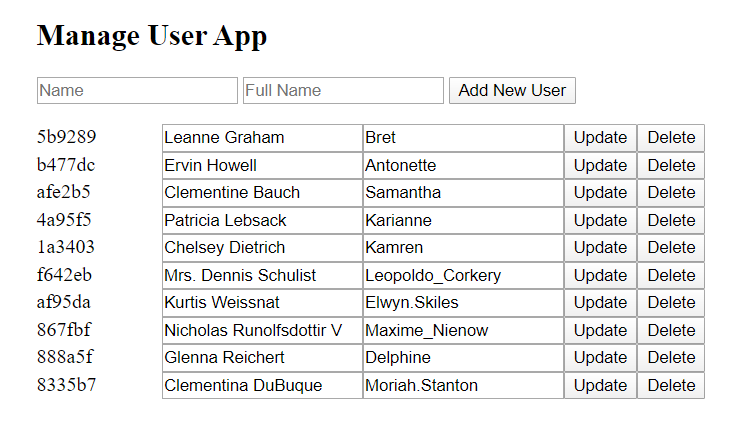 Manage User App
Name Full Name Add New User
5b9289 Leanne Graham Bret Update Delete
b477dc Ervin Howell Antonette Update Delete
afe2b5 Clementine Bauch Samantha Update Delete
4a95f5 Patricia Lebsack Karianne Update Delete
1a3403 Chelsey Dietrich Kamren Update Delete
f642eb Mrs. Dennis Schulist Leopoldo_Corkery Update Delete
af95da Kurtis Weissnat Elwyn.Skiles Update Delete
867fbf Nicholas Runolfsdottir V Maxime_Nienow Update Delete
888a5f Glenna Reichert Delphine Update Delete
8335b7 Clementina DuBuque Moriah.Stanton Update Delete